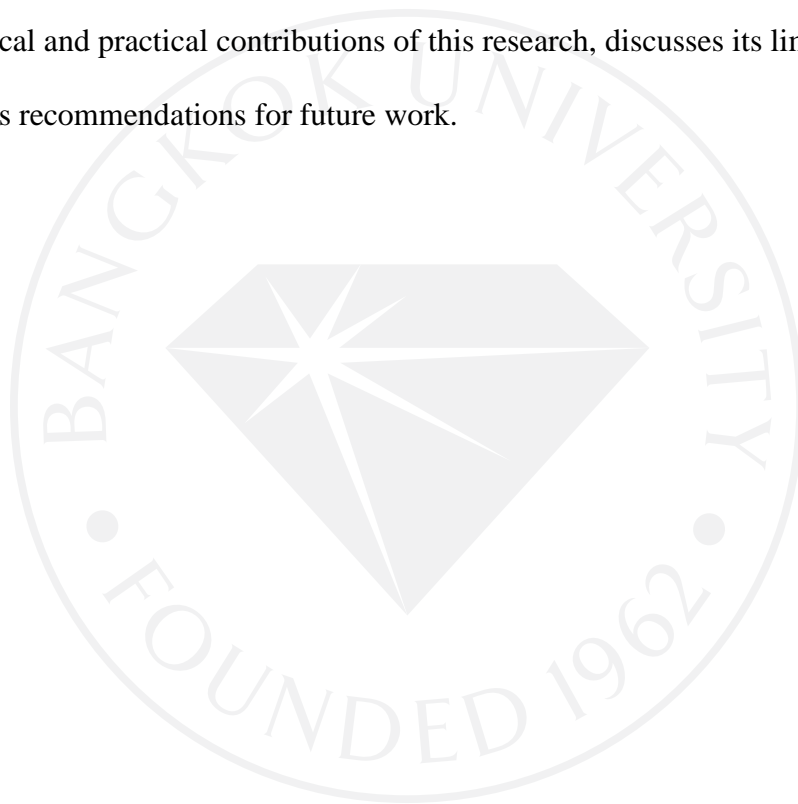 cal and practical contributions of this research, discusses its
s recommendations for future work.
BANGKOK UNIVERSITY
FOUNDED 1962